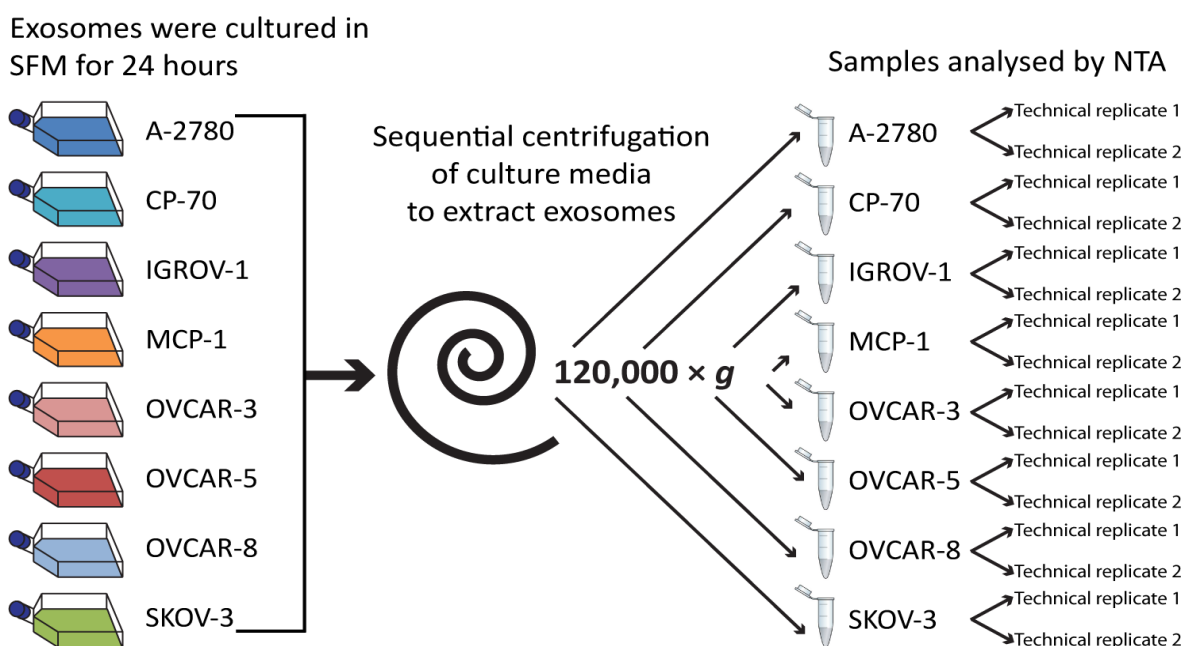 Exosomes were cultured in
SFM for 24 hours
A-2780
CP-70
IGROV-1
MCP-1
OVCAR-3
OVCAR-5
OVCAR-8
SKOV-3
Sequential centrifugation
of culture media
to extract exosomes
120,000 × g
Samples analysed by NTA
A-2780
Technical replicate 1
Technical replicate 2
CP-70
Technical replicate 1
Technical replicate 2
IGROV-1
Technical replicate 1
Technical replicate 2
MCP-1
Technical replicate 1
Technical replicate 2
OVCAR-3
Technical replicate 1
Technical replicate 2
OVCAR-5
Technical replicate 1
Technical replicate 2
OVCAR-8
Technical replicate 1
Technical replicate 2
SKOV-3
Technical replicate 1
Technical replicate 2